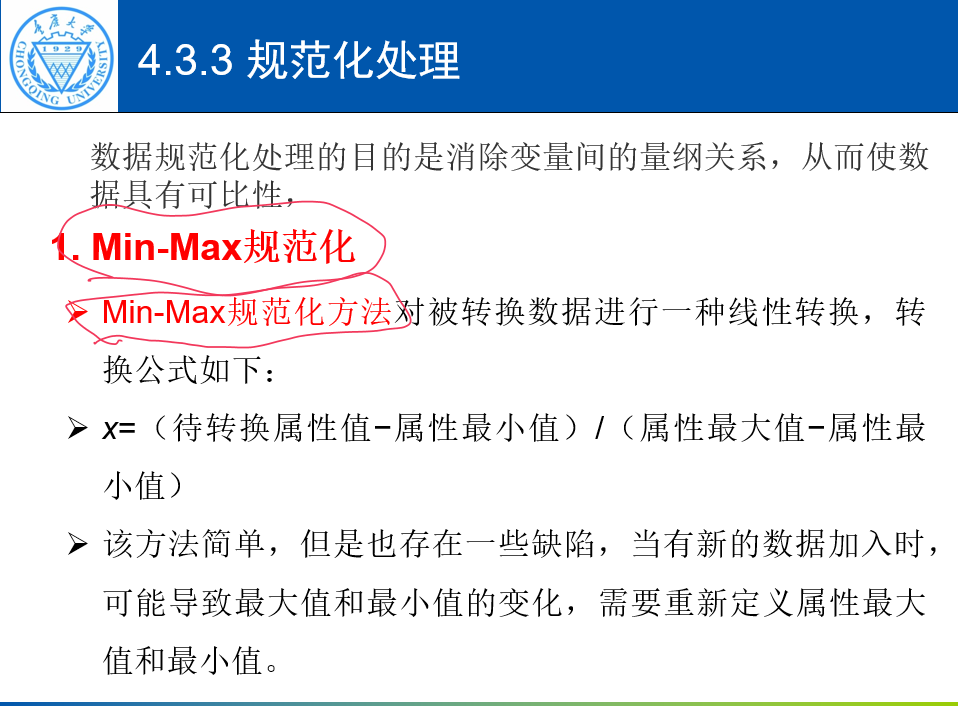 重庆大学
1929
CHONGQING UNIVERSITY
4.3.3 规范化处理
数据规范化处理的目的是消除变量间的量纲关系，从而使数
据具有可比性，
1. Min-Max规范化
➢ Min-Max规范化方法对被转换数据进行一种线性转换，转
换公式如下：
➢ x=（待转换属性值−属性最小值）/（属性最大值−属性最
小值）
➢ 该方法简单，但是也存在一些缺陷，当有新的数据加入时，
可能导致最大值和最小值的变化，需要重新定义属性最大
值和最小值。